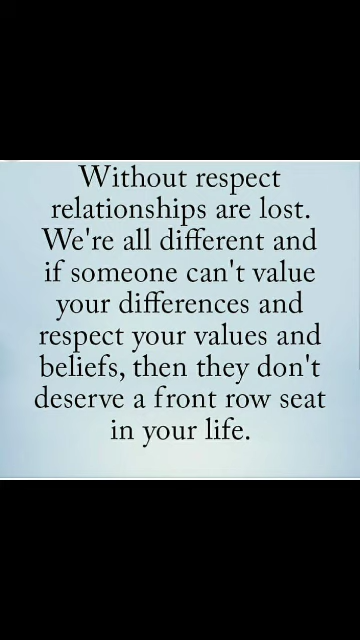 Without respect
relationships are lost.
We're all different and
if someone can't value
your differences and
respect your values and
beliefs, then they don't
deserve a front row seat
in your life.